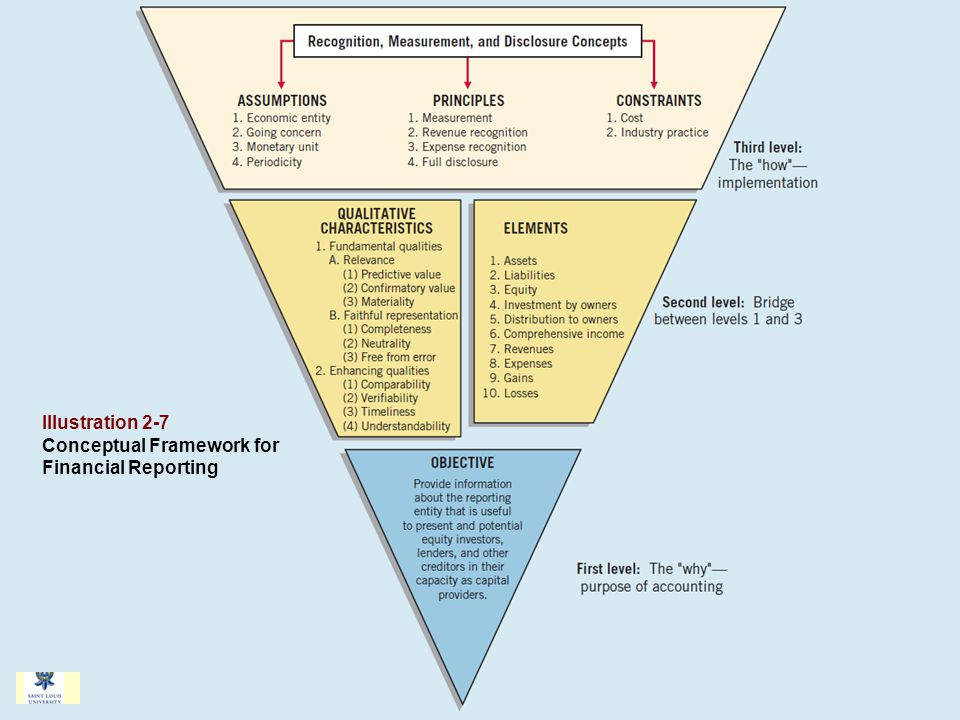 Recognition, Measurement, and Disclosure Concepts
ASSUMPTIONS
1. Economic entity
2. Going concern
3. Monetary unit
4. Periodicity
PRINCIPLES
1. Measurement
2. Revenue recognition
3. Expense recognition
4. Full disclosure
CONSTRAINTS
1. Cost
2. Industry practice
Third level:
The "how"—
implementation
QUALITATIVE
CHARACTERISTICS
1. Fundamental qualities
A. Relevance
(1) Predictive value
(2) Confirmatory value
(3) Materiality
B. Faithful representation
(1) Completeness
(2) Neutrality
(3) Free from error
2. Enhancing qualities
(1) Comparability
(2) Verifiability
(3) Timeliness
(4) Understandability
ELEMENTS
1. Assets
2. Liabilities
3. Equity
4. Investment by owners
5. Distribution to owners
6. Comprehensive income
7. Revenues
8. Expenses
9. Gains
10. Losses
Second level: Bridge
between levels 1 and 3
Illustration 2-7
Conceptual Framework for
Financial Reporting
OBJECTIVE
Provide information
about the reporting
entity that is useful
to present and potential
equity investors,
lenders, and other
creditors in their
capacity as capital
providers.
First level: The "why"—
purpose of accounting
SAINT LOUIS
UNIVERSITY